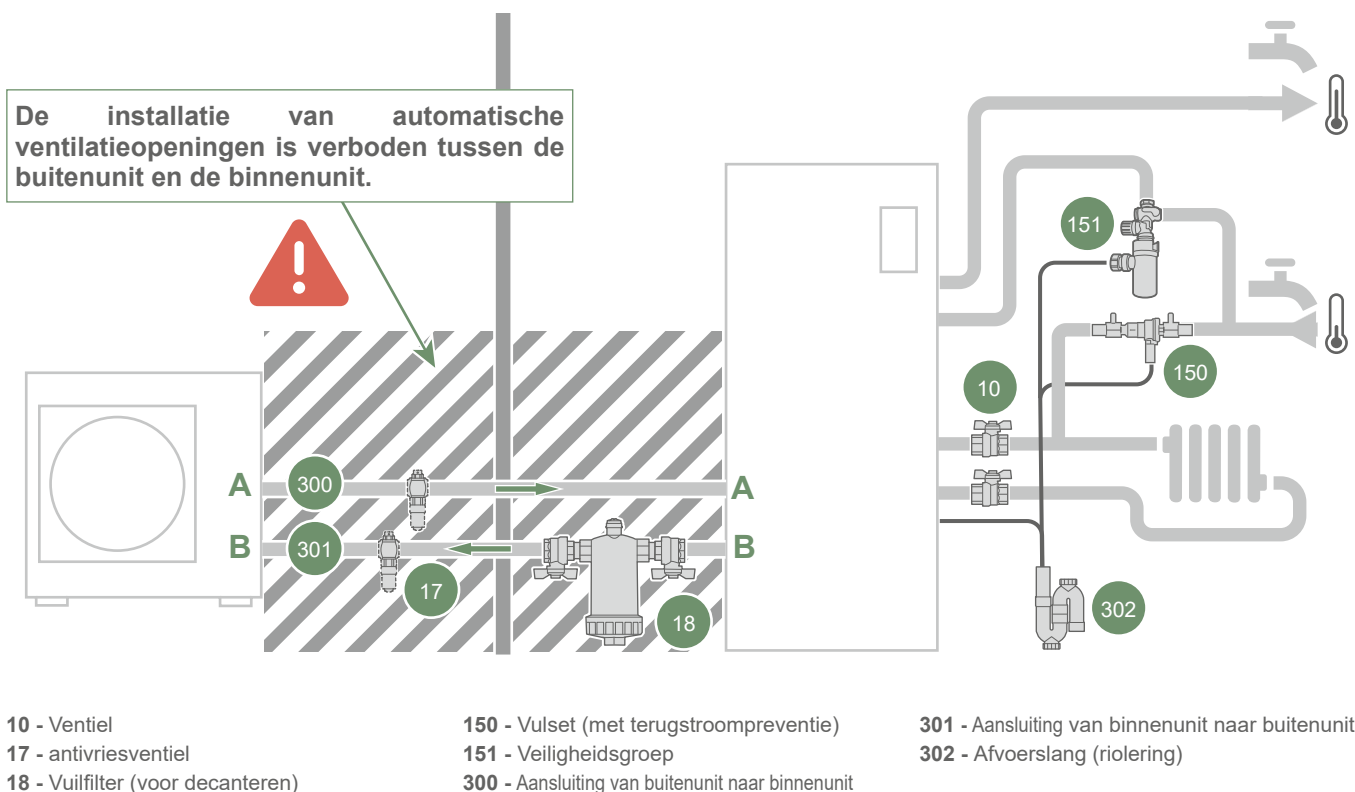 De installatie van automatische
ventilatieopeningen is verboden tussen de
buitenunit en de binnenunit.
151
150
10
A
300
A
B
301
B
17
18
302
10 - Ventiel
17 - antivriesventiel
18 - Vuilfilter (voor decanteren)
150 - Vulset (met terugstroompreventie)
151 - Veiligheidsgroep
300 - Aansluiting van buitenunit naar binnenunit
301 - Aansluiting van binnenunit naar buitenunit
302 - Afvoerslang (riolering)